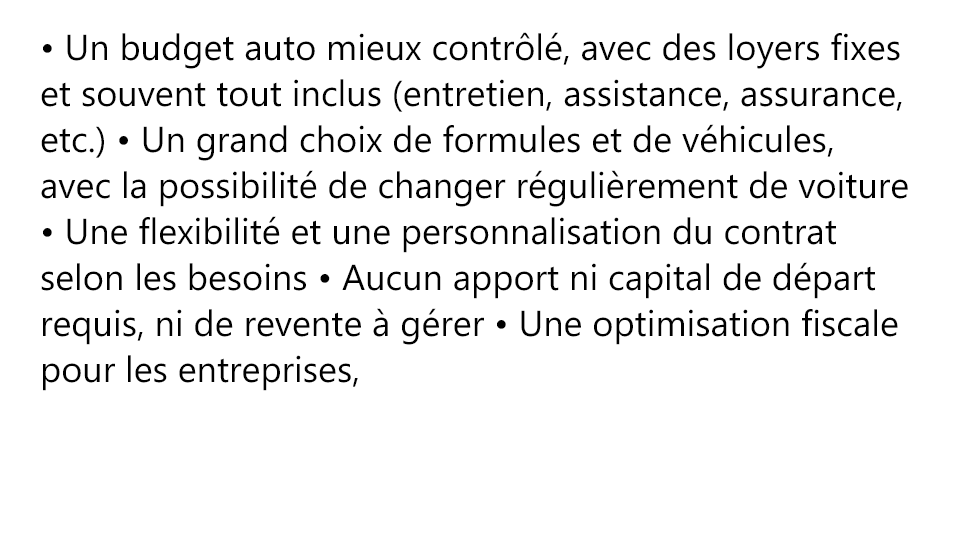 • Un budget auto mieux contrôlé, avec des loyers fixes
et souvent tout inclus (entretien, assistance, assurance,
etc.) • Un grand choix de formules et de véhicules,
avec la possibilité de changer régulièrement de voiture
• Une flexibilité et une personnalisation du contrat
selon les besoins • Aucun apport ni capital de départ
requis, ni de revente à gérer • Une optimisation fiscale
pour les entreprises,